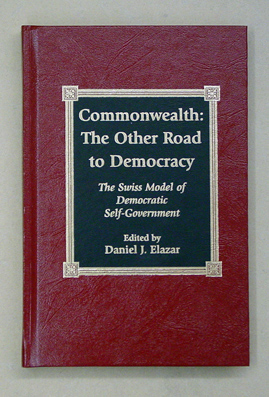 Commonwealth:
The Other Road
to Democracy
The Swiss Model of
Democratic
Self-Government
Edited by
Daniel J. Elazar